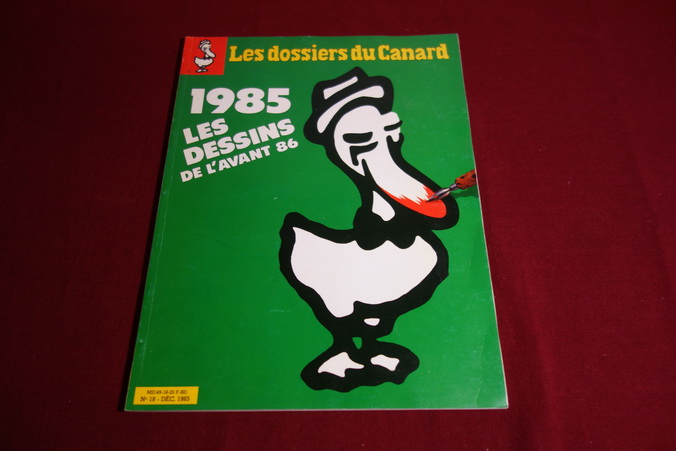 Les dossiers du Canard
1985
LES
DESSINS
DE L'AVANT 86
N° 18 - DÉC. 1985